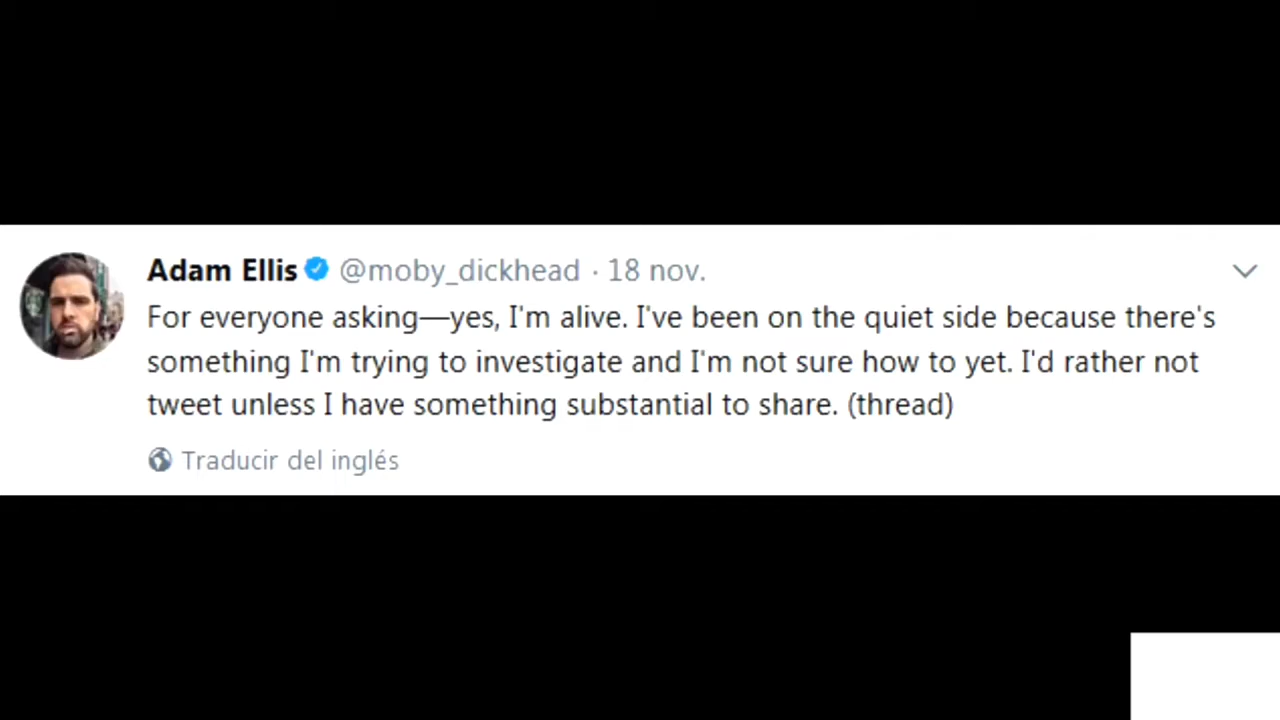 Adam Ellis @moby_dickhead · 18 nov.
For everyone asking—yes, I'm alive. I've been on the quiet side because there's
something I'm trying to investigate and I'm not sure how to yet. I'd rather not
tweet unless I have something substantial to share. (thread)
Traducir del inglés